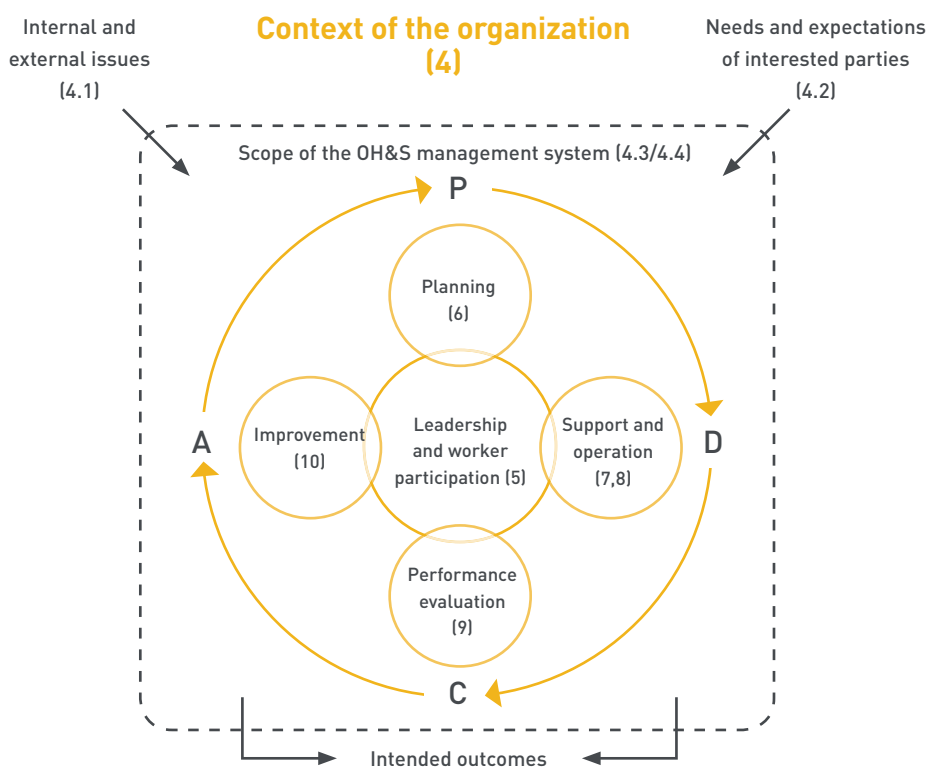 Internal and
external issues
(4.1)
Context of the organization
(4)
Needs and expectations
of interested parties
(4.2)
Scope of the OH&S management system (4.3/4.4)
P
Planning
(6)
A
Improvement
(10)
Leadership
and worker
participation (5)
Support and
operation
(7,8)
D
Performance
evaluation
(9)
C
Intended outcomes